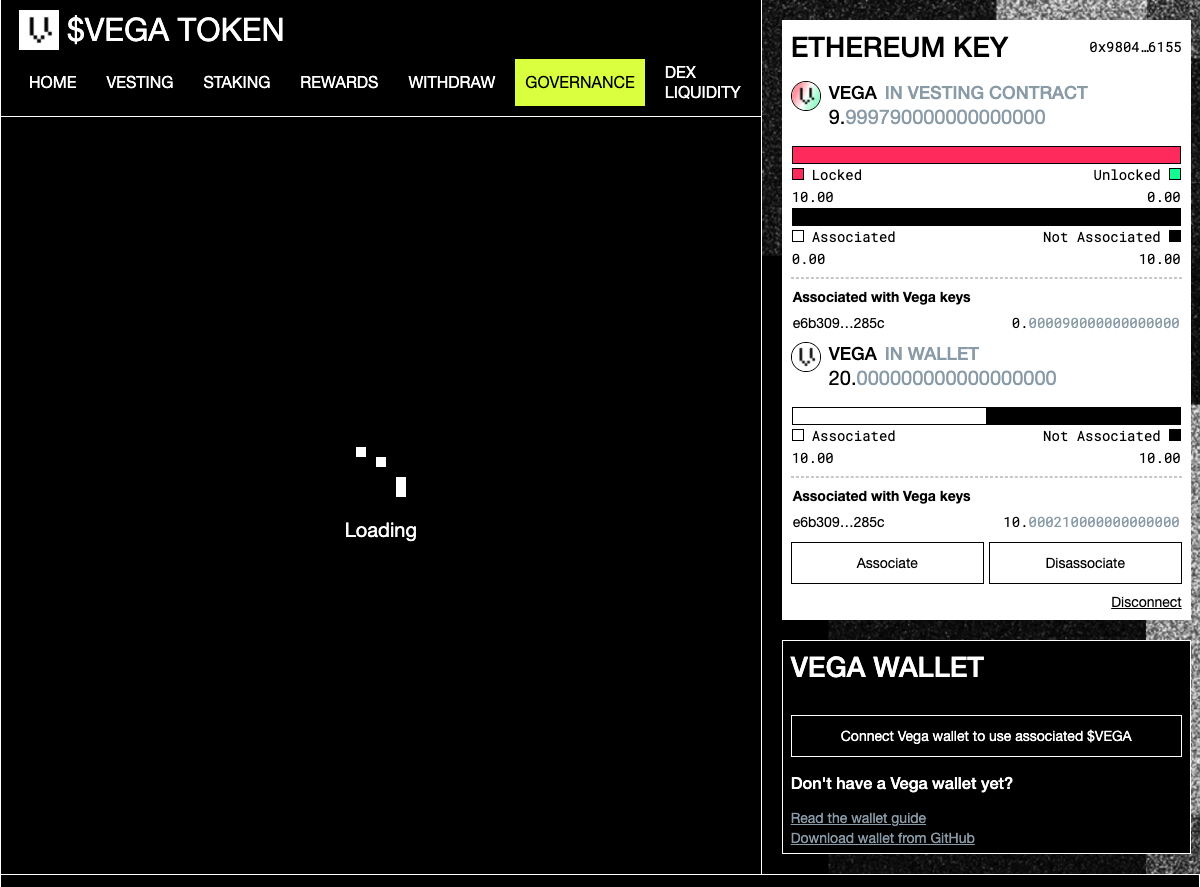 $VEGA TOKEN
HOME VESTING STAKING REWARDS WITHDRAW GOVERNANCE DEX LIQUIDITY
Loading
ETHEREUM KEY 0x9804…6155
VEGA IN VESTING CONTRACT
9.999790000000000000
Locked Unlocked
10.00 0.00
Associated Not Associated
0.00 10.00
Associated with Vega keys
e6b309…285c 0.000090000000000000
VEGA IN WALLET
20.000000000000000000
Associated Not Associated
10.00 10.00
Associated with Vega keys
e6b309…285c 10.000210000000000000
Associate Disassociate
Disconnect
VEGA WALLET
Connect Vega wallet to use associated $VEGA
Don't have a Vega wallet yet?
Read the wallet guide
Download wallet from GitHub